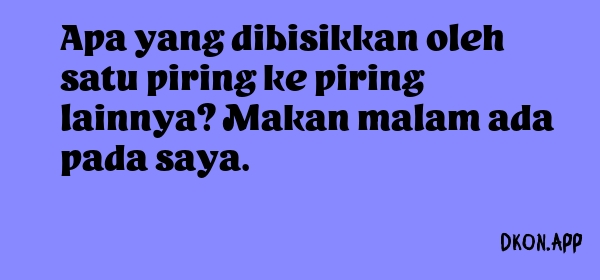 Apa yang dibisikkan oleh
satu piring ke piring
lainnya? Makan malam ada
pada saya.
DKON.APP